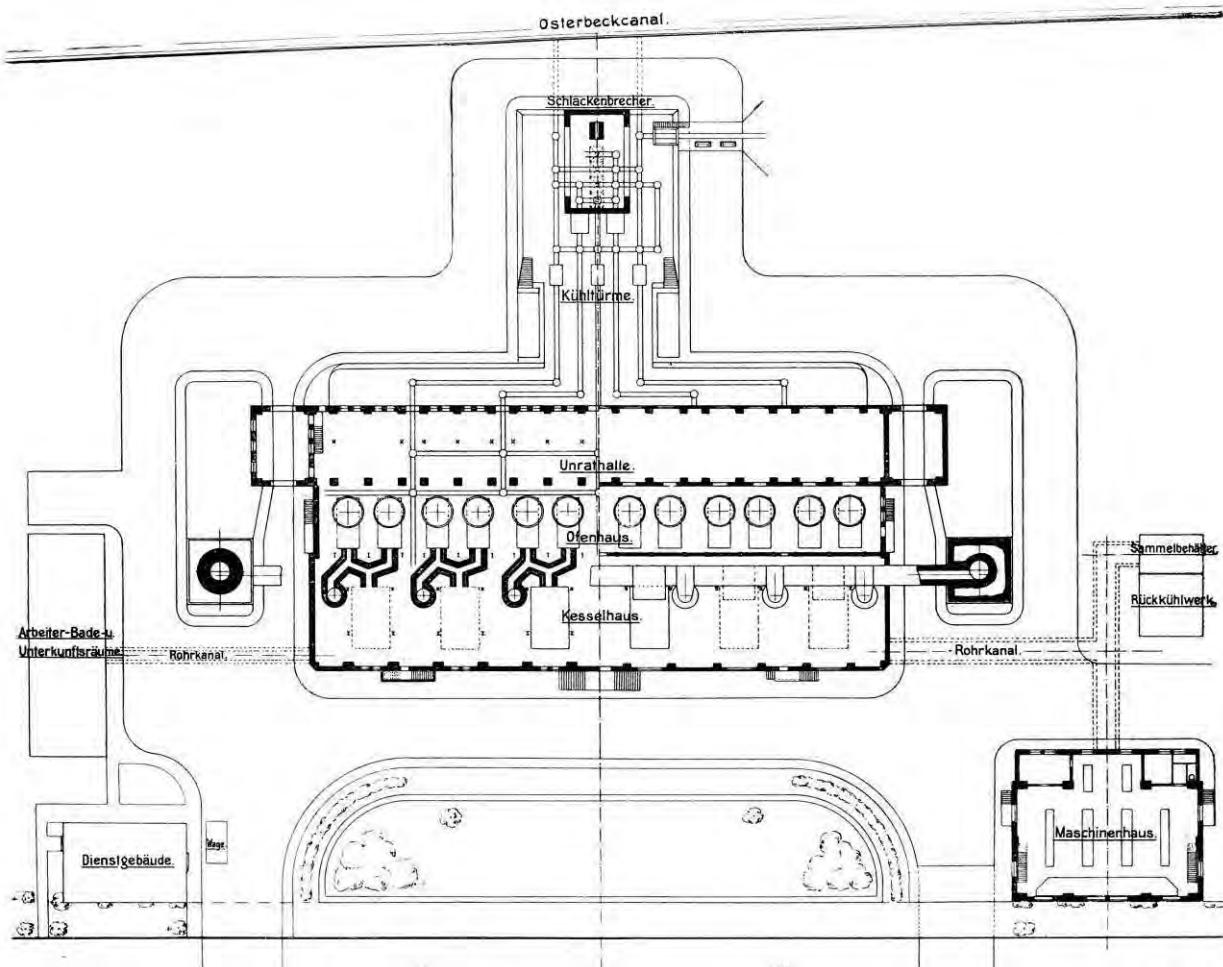 Osterbeckcanal.
Schlackenbrecher.
Kühltürme.
Unrathalle.
Ofenhaus.
Kesselhaus.
Sammelbehälter.
Rückkühlwerk.
Arbeiter-Bade-u.
Unterkunftsräume.
Rohrkanal.
Rohrkanal.
Maschinenhaus.
Wage.
Dienstgebäude.